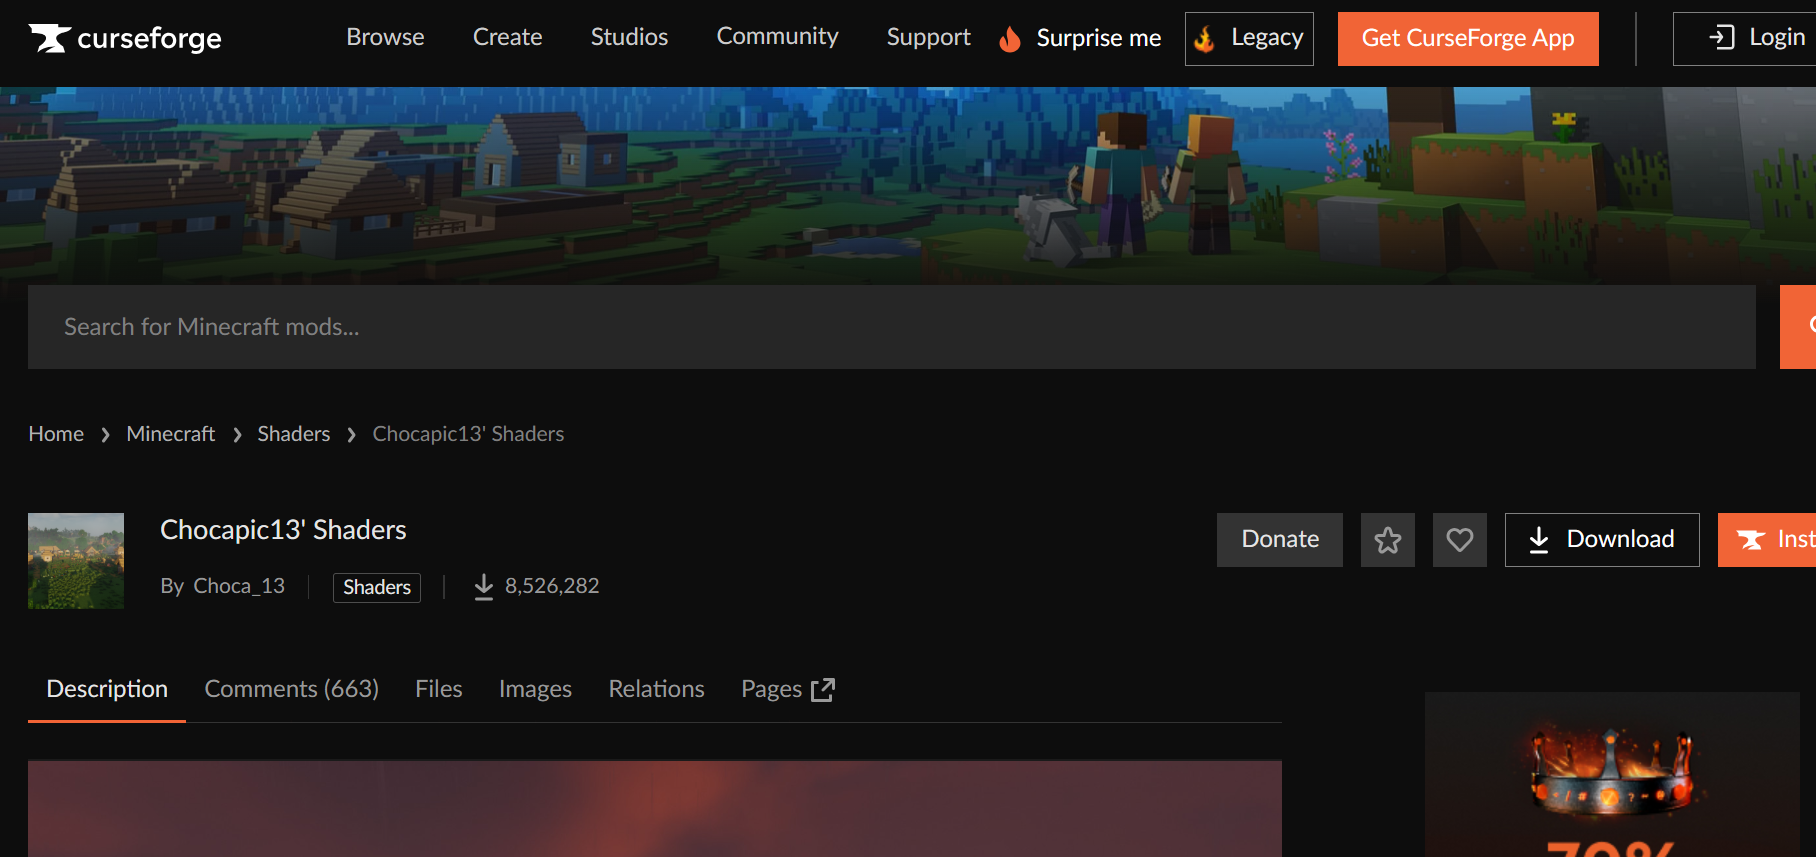 curseforge Browse Create Studios Community Support Surprise me Legacy Get CurseForge App Login
Search for Minecraft mods...
Home Minecraft Shaders Chocapic13' Shaders
Chocapic13' Shaders
Donate Download
By Choca_13 Shaders 8,526,282
Description Comments (663) Files Images Relations Pages